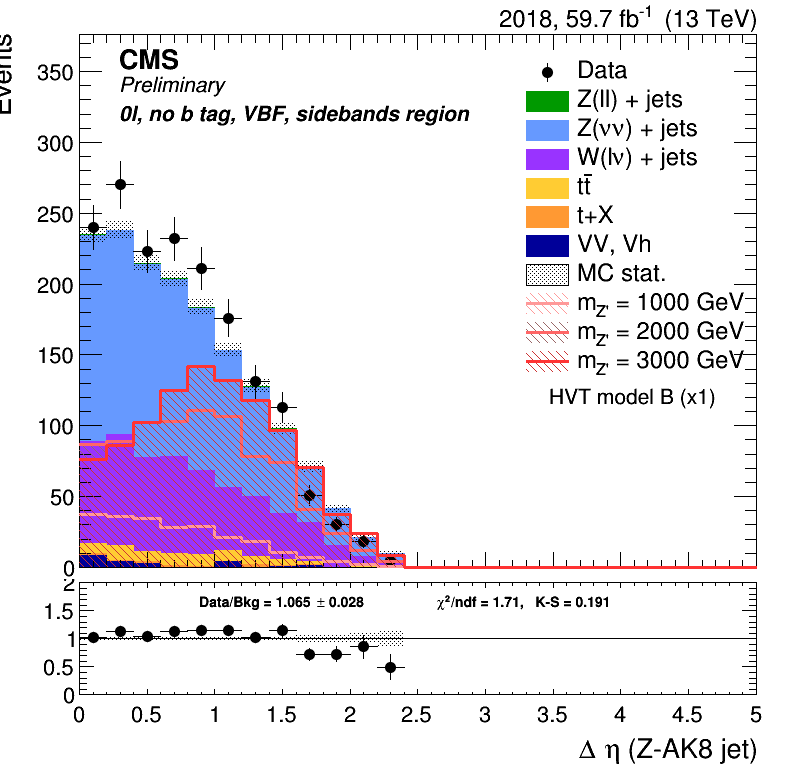 2018, 59.7 fb⁻¹ (13 TeV)
Events
CMS
Preliminary
0l, no b tag, VBF, sidebands region
Data
Z(ll) + jets
Z(νν) + jets
W(lν) + jets
tt̄
t+X
VV, Vh
MC stat.
m_Z' = 1000 GeV
m_Z' = 2000 GeV
m_Z' = 3000 GeV
HVT model B (x1)
350
300
250
200
150
100
50
0
2
1.5
1
0.5
0
Data/Bkg = 1.065 ± 0.028
χ²/ndf = 1.71, K-S = 0.191
0 0.5 1 1.5 2 2.5 3 3.5 4 4.5 5
Δ η (Z-AK8 jet)